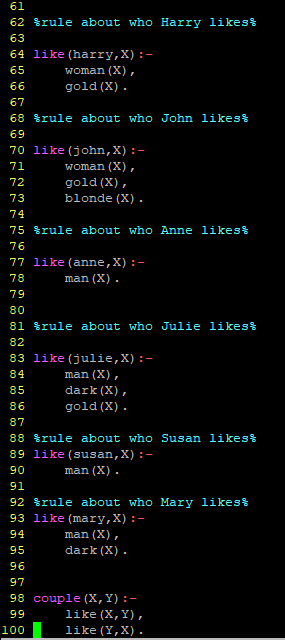 61
62 %rule about who Harry likes%
63
64 like(harry,X):-
65     woman(X),
66     gold(X).
67
68 %rule about who John likes%
69
70 like(john,X):-
71     woman(X),
72     gold(X),
73     blonde(X).
74
75 %rule about who Anne likes%
76
77 like(anne,X):-
78     man(X).
79
80
81 %rule about who Julie likes%
82
83 like(julie,X):-
84     man(X),
85     dark(X),
86     gold(X).
87
88 %rule about who Susan likes%
89 like(susan,X):-
90     man(X).
91
92 %rule about who Mary likes%
93 like(mary,X):-
94     man(X),
95     dark(X).
96
97
98 couple(X,Y):-
99     like(X,Y),
100     like(Y,X).